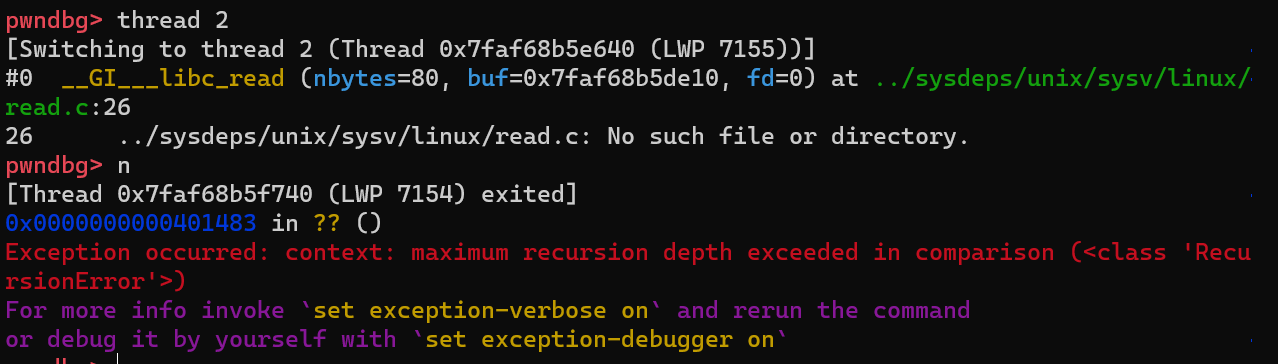 pwndbg> thread 2
[Switching to thread 2 (Thread 0x7faf68b5e640 (LWP 7155))]
#0  __GI___libc_read (nbytes=80, buf=0x7faf68b5de10, fd=0) at ../sysdeps/unix/sysv/linux/
read.c:26
26      ../sysdeps/unix/sysv/linux/read.c: No such file or directory.
pwndbg> n
[Thread 0x7faf68b5f740 (LWP 7154) exited]
0x0000000000401483 in ?? ()
Exception occurred: context: maximum recursion depth exceeded in comparison (<class 'Recu
rsionError'>)
For more info invoke `set exception-verbose on` and rerun the command
or debug it by yourself with `set exception-debugger on`